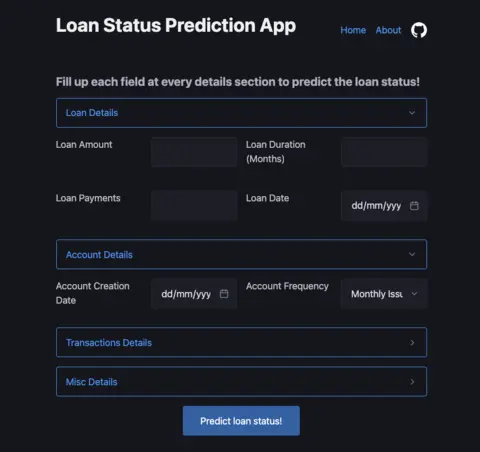 Loan Status Prediction App
Home About
Fill up each field at every details section to predict the loan status!
Loan Details
Loan Amount
Loan Duration
(Months)
Loan Payments
Loan Date
dd/mm/yyy
Account Details
Account Creation
Date
dd/mm/yyy
Account Frequency
Monthly Issu
Transactions Details
Misc Details
Predict loan status!